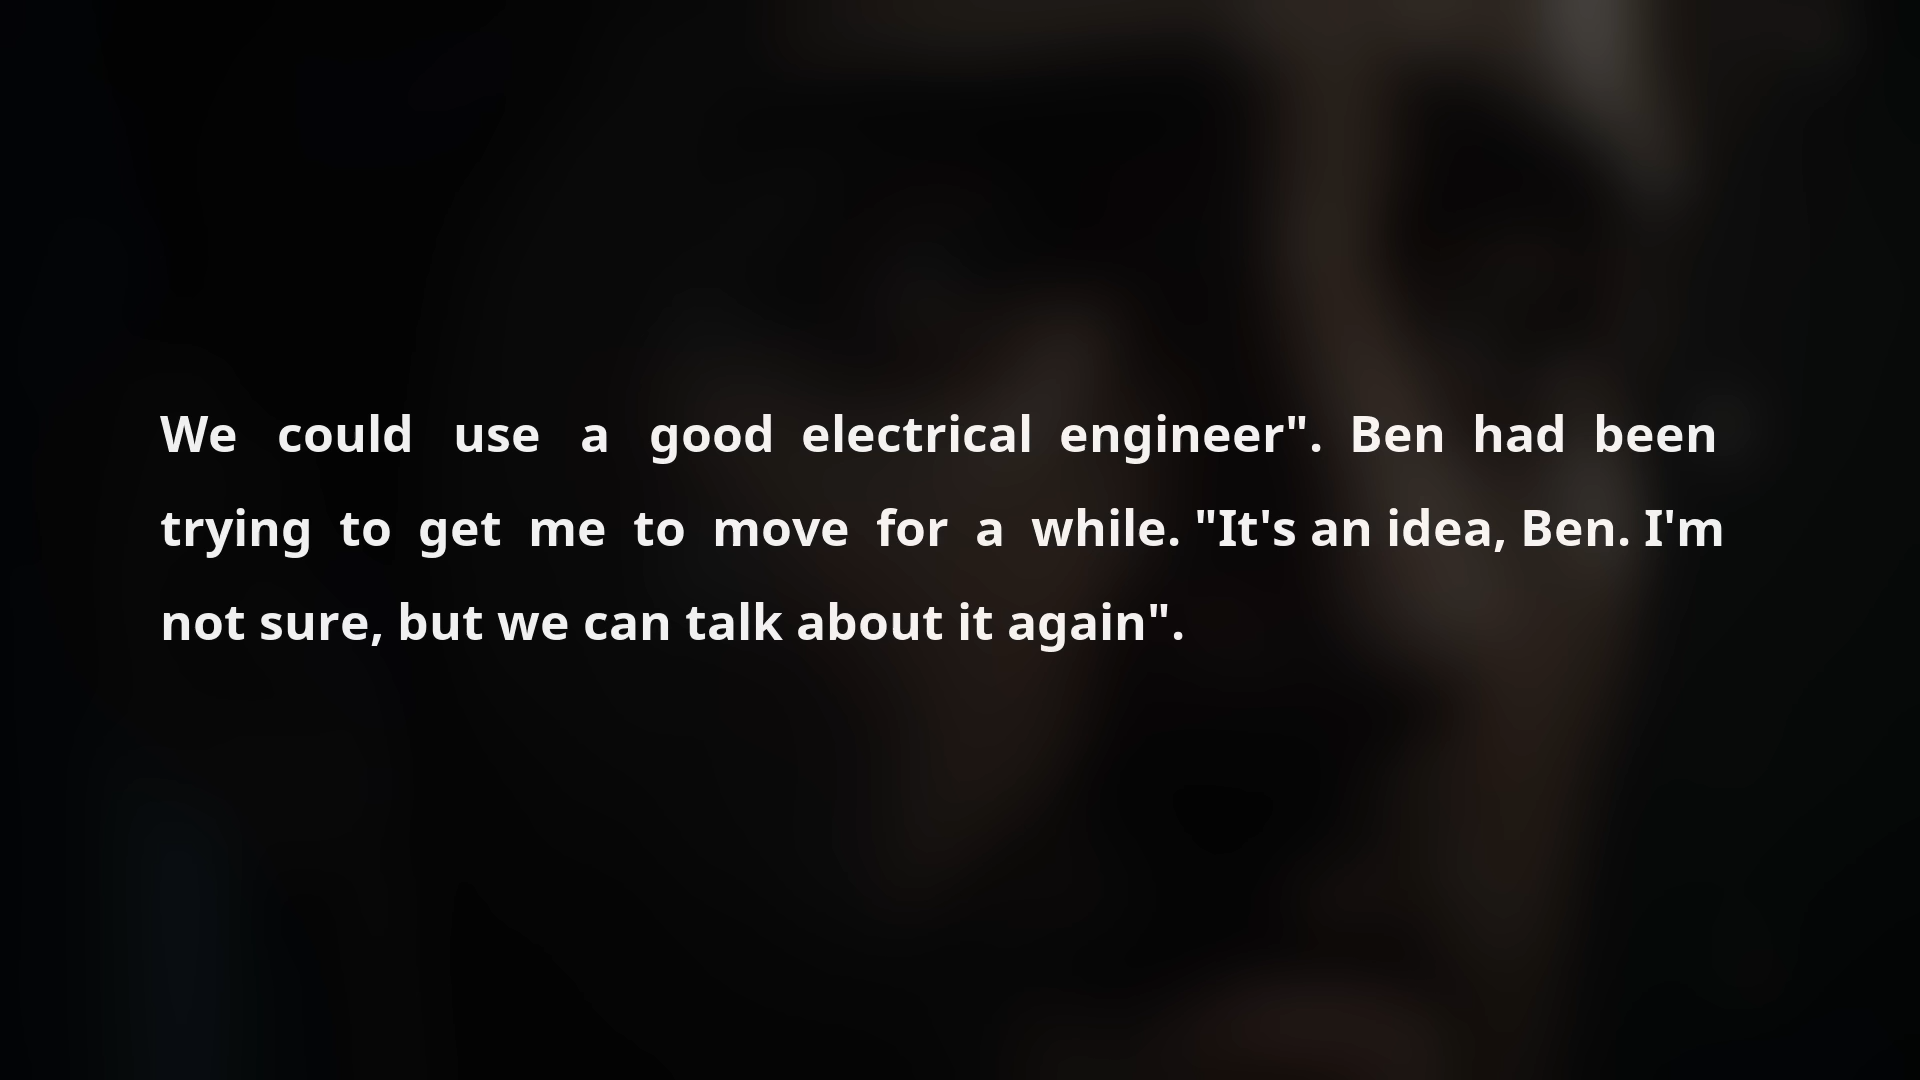 We could use a good electrical engineer". Ben had been
trying to get me to move for a while. "It's an idea, Ben. I'm
not sure, but we can talk about it again".